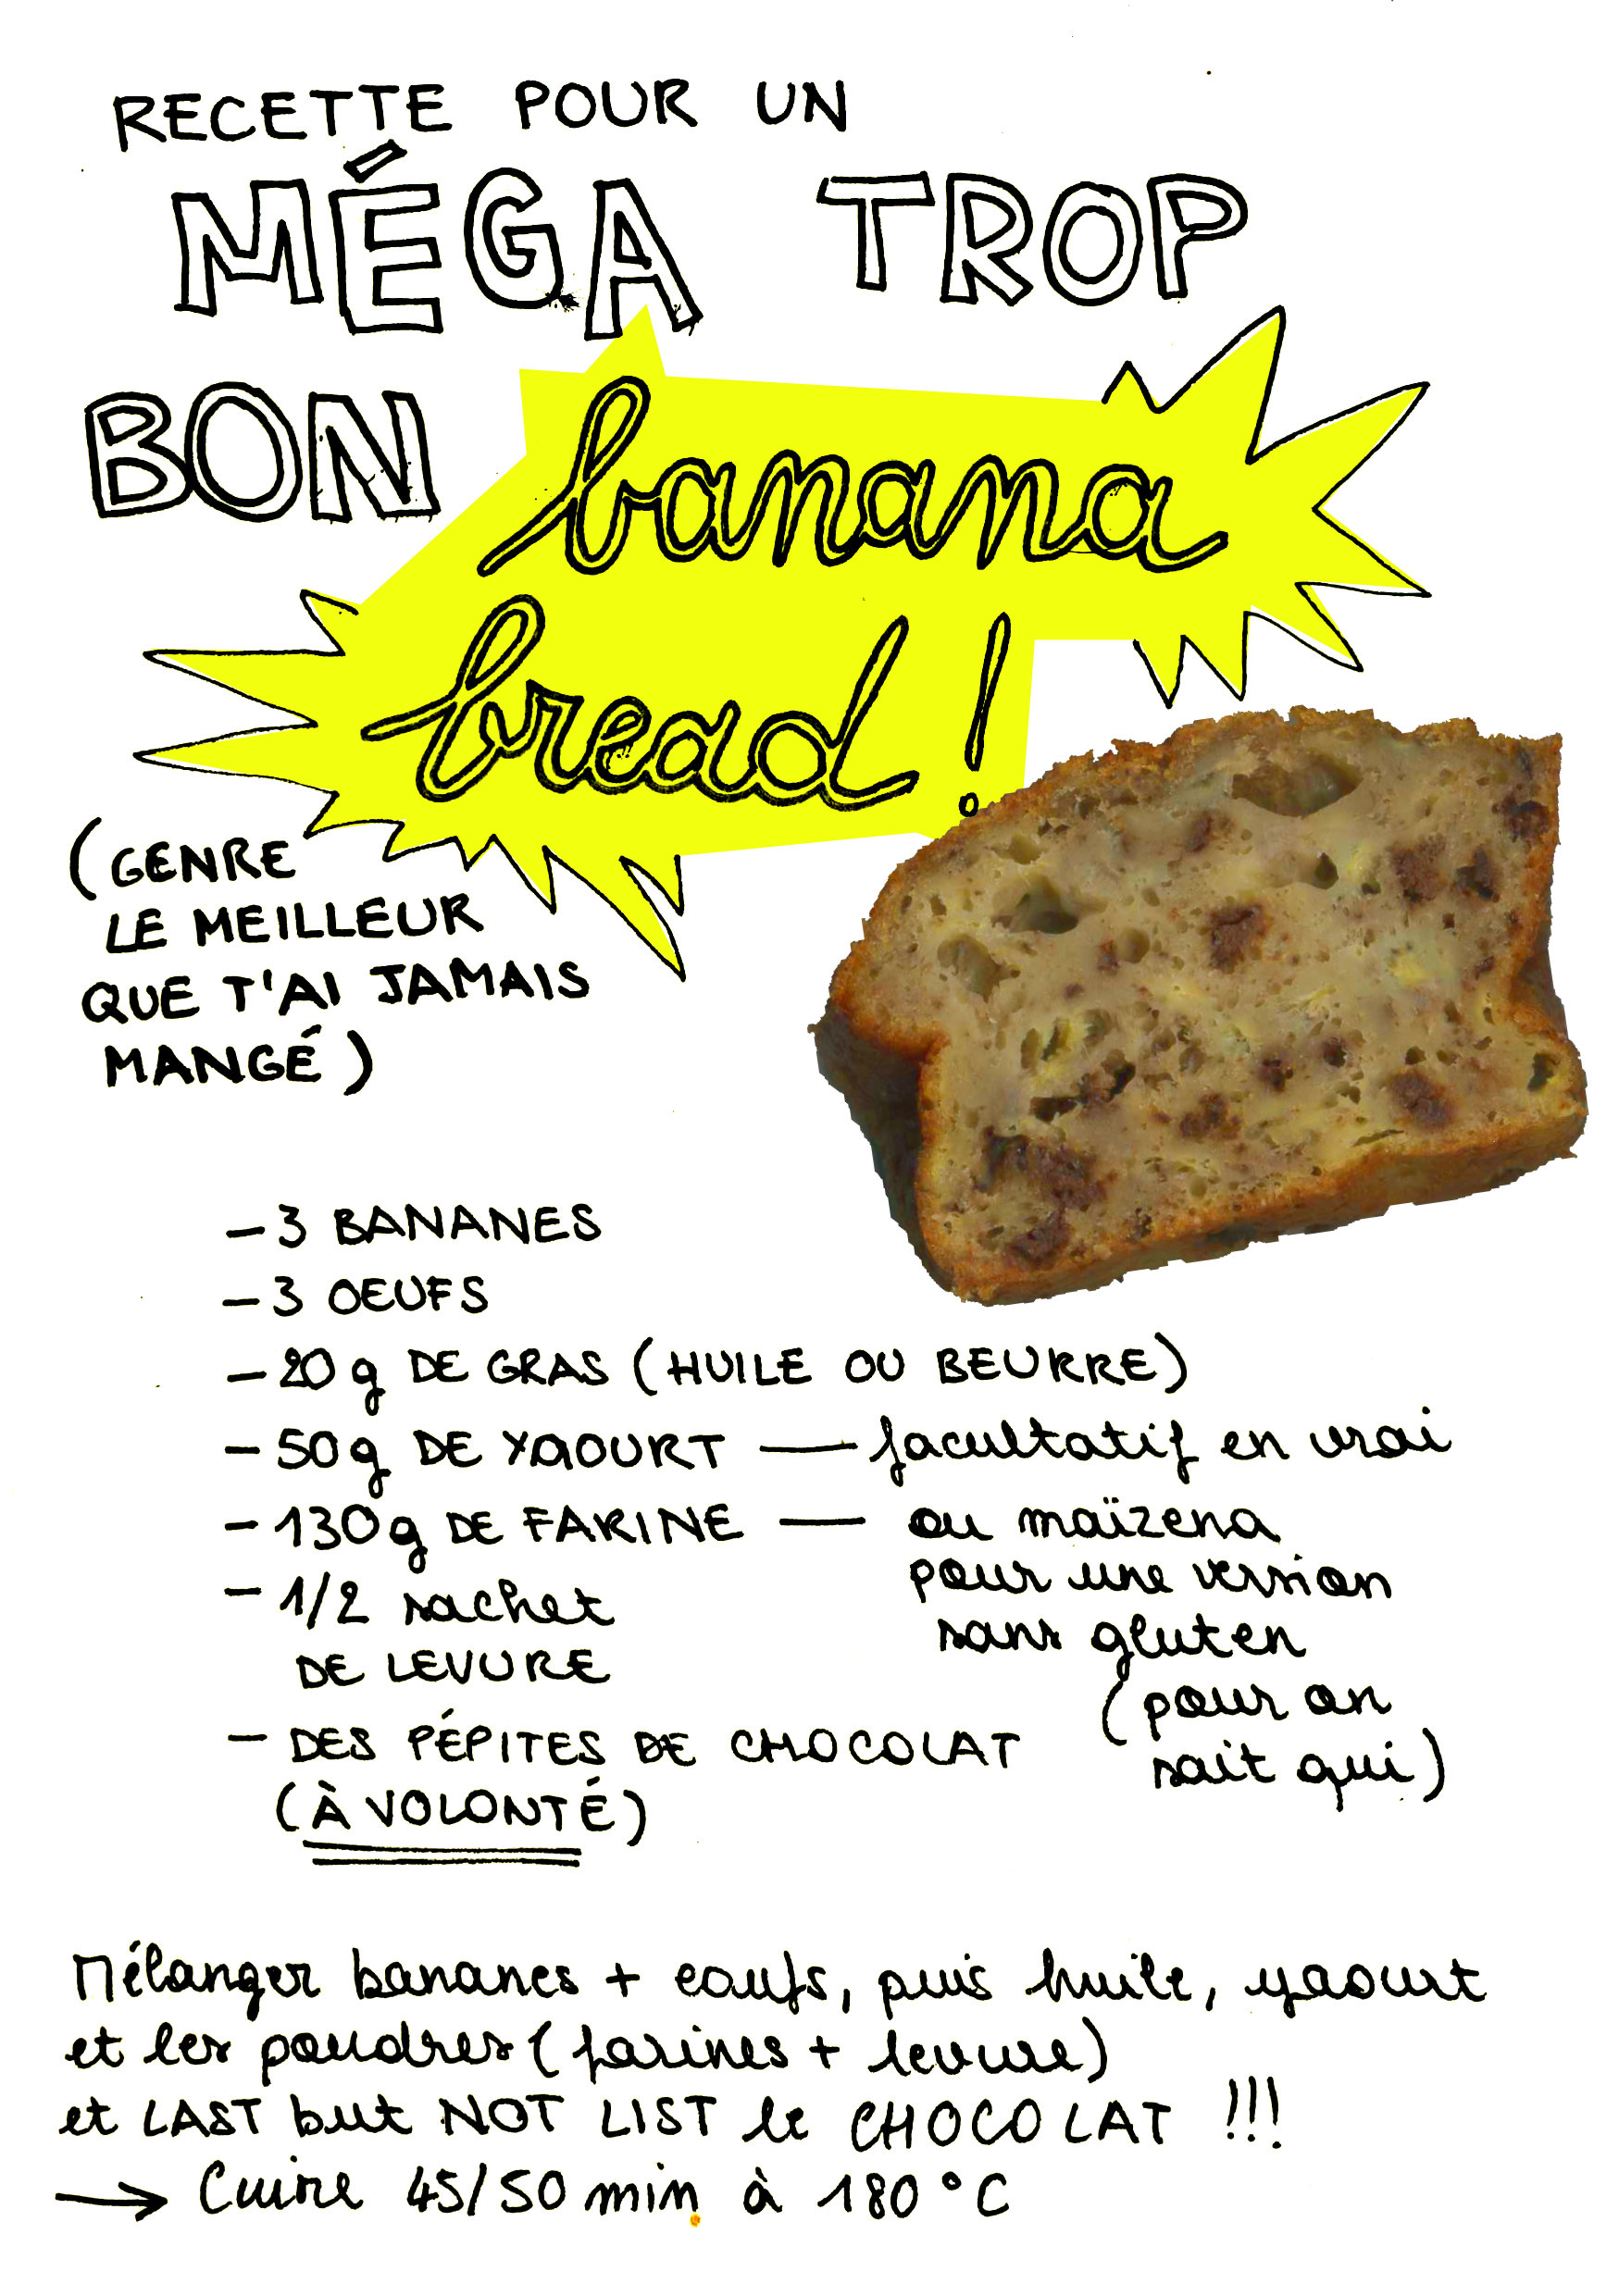 RECETTE POUR UN
MÉGA TROP
BON banana
bread !
(GENRE
LE MEILLEUR
QUE T'AI JAMAIS
MANGÉ)
- 3 BANANES
- 3 OEUFS
- 20 g DE GRAS (HUILE OU BEURRE)
- 50 g DE YAOURT — facultatif en vrai
- 130 g DE FARINE — ou maïzena
pour une version
sans gluten
(pour on
sait qui)
- 1/2 sachet
DE LEVURE
- DES PÉPITES DE CHOCOLAT
(À VOLONTÉ)
Mélanger bananes + eoufs, puis huile, yaourt
et les poudres (farines + levure)
et LAST but NOT LIST le CHOCOLAT !!!
→ Cuire 45/50 min à 180°C